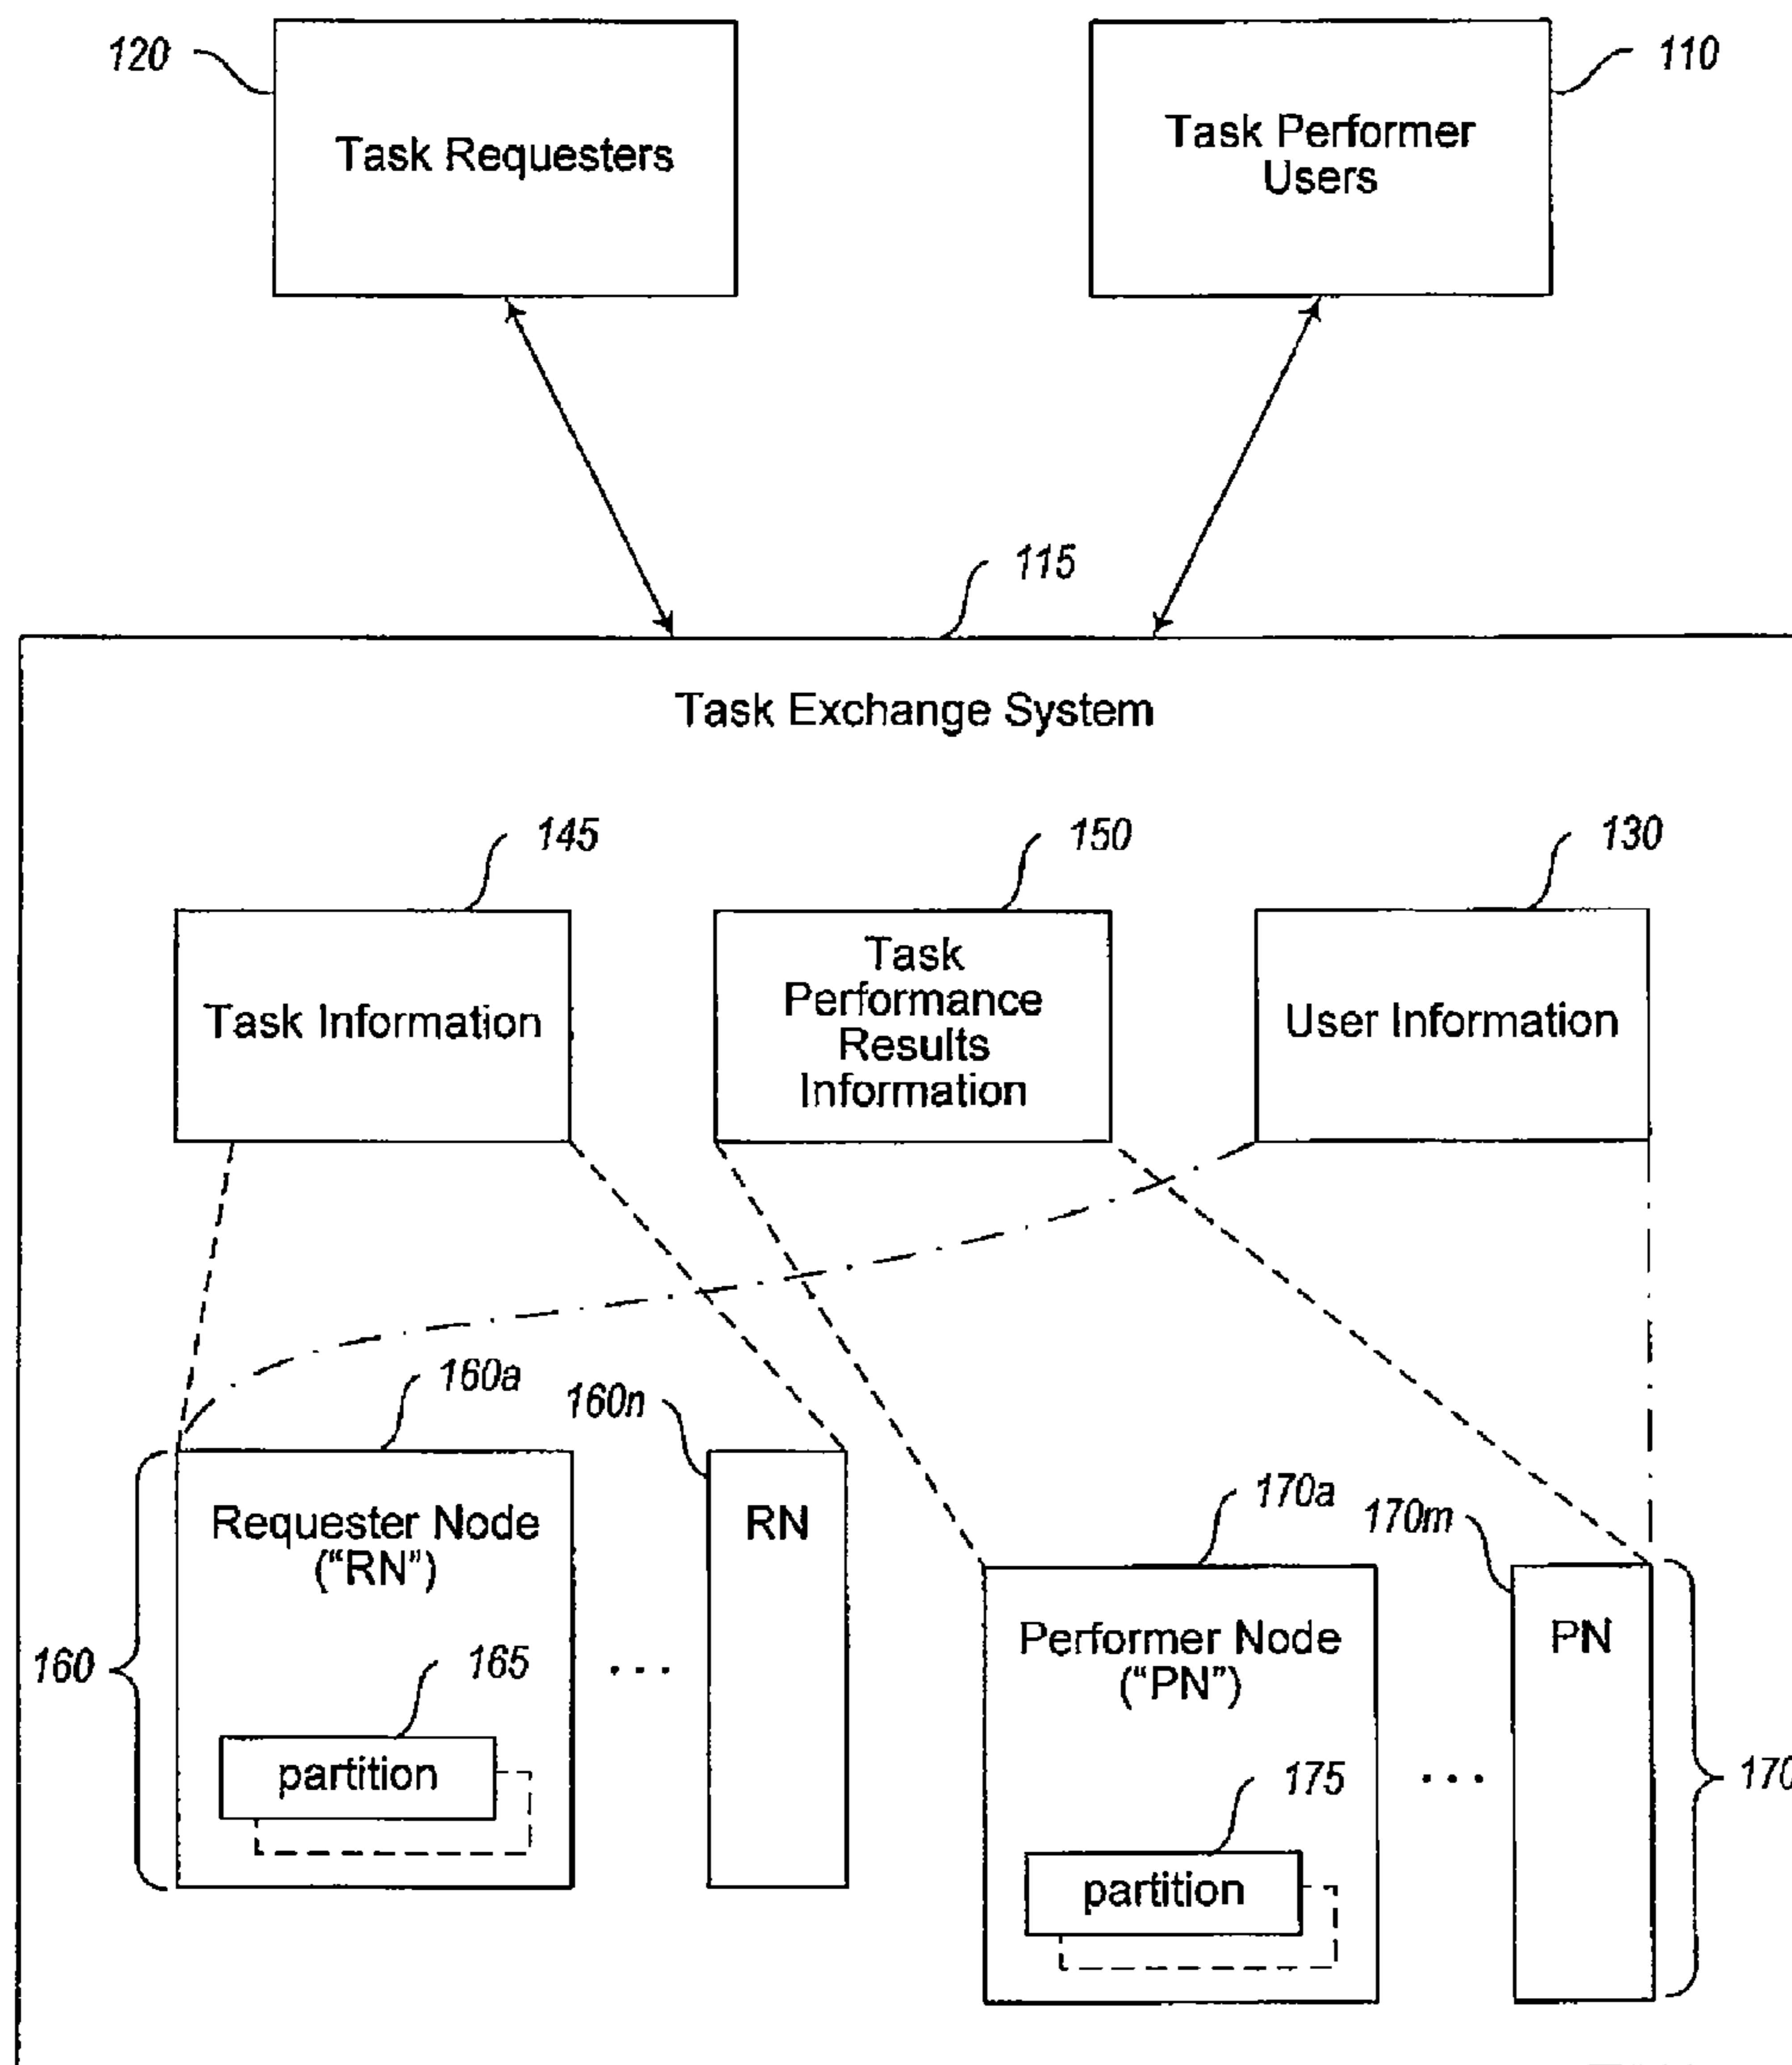 120
110
Task Requesters
Task Performer
Users
115
Task Exchange System
145
150
130
Task Information
Task
Performance
Results
Information
User Information
160a
160n
170a
170m
Requester Node
("RN")
RN
Performer Node
("PN")
PN
160
165
partition
...
170
175
partition
...